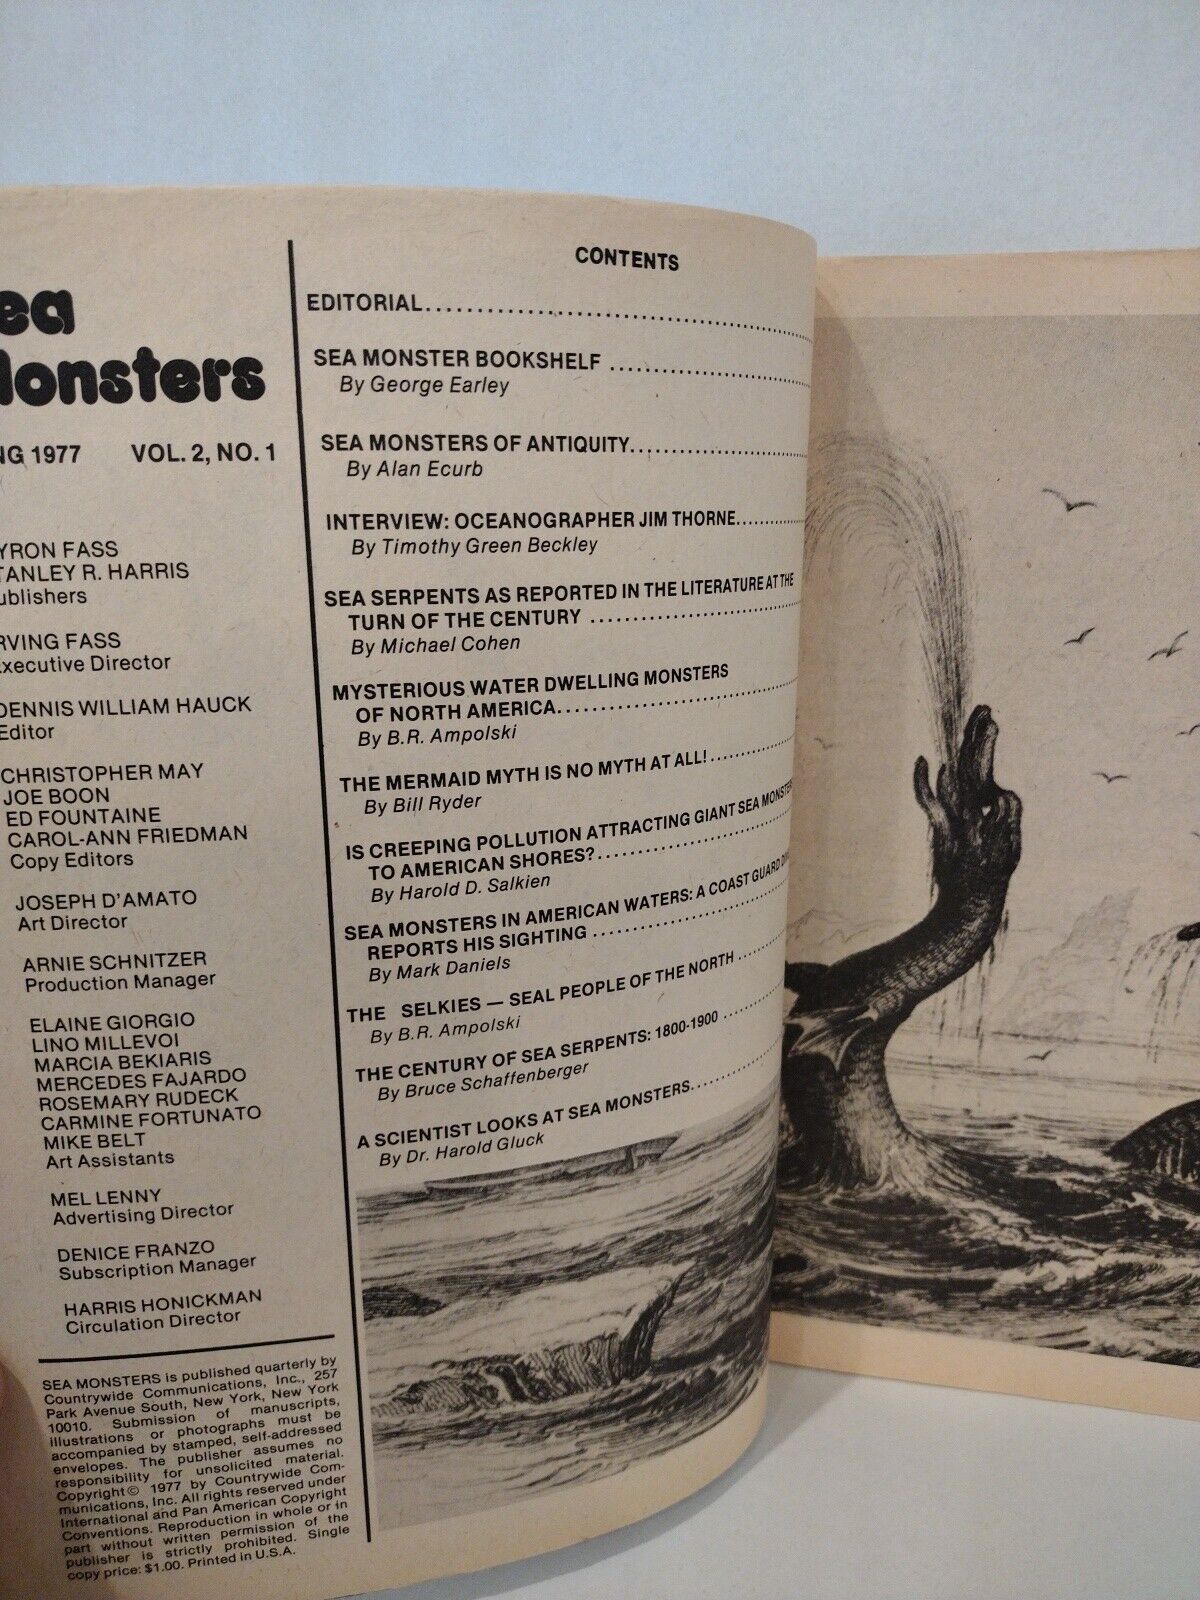 ea
onsters
NG 1977 VOL. 2, NO. 1
YRON FASS
TANLEY R. HARRIS
ublishers
RVING FASS
Executive Director
DENNIS WILLIAM HAUCK
Editor
CHRISTOPHER MAY
JOE BOON
ED FOUNTAINE
CAROL-ANN FRIEDMAN
Copy Editors
JOSEPH D'AMATO
Art Director
ARNIE SCHNITZER
Production Manager
ELAINE GIORGIO
LINO MILLEVOI
MARCIA BEKIARIS
MERCEDES FAJARDO
ROSEMARY RUDECK
CARMINE FORTUNATO
MIKE BELT
Art Assistants
MEL LENNY
Advertising Director
DENICE FRANZO
Subscription Manager
HARRIS HONICKMAN
Circulation Director
SEA MONSTERS is published quarterly by
Countrywide Communications, Inc., 257
Park Avenue South, New York, New York
10010. Submission of manuscripts,
illustrations or photographs must be
accompanied by stamped, self-addressed
envelopes. The publisher assumes no
responsibility for unsolicited material.
Copyright © 1977 by Countrywide Com-
munications, Inc. All rights reserved under
International and Pan American Copyright
Conventions. Reproduction in whole or in
part without written permission of the
publisher is strictly prohibited. Single
copy price: $1.00. Printed in U.S.A.
CONTENTS
EDITORIAL
SEA MONSTER BOOKSHELF
By George Earley
SEA MONSTERS OF ANTIQUITY
By Alan Ecurb
INTERVIEW: OCEANOGRAPHER JIM THORNE
By Timothy Green Beckley
SEA SERPENTS AS REPORTED IN THE LITERATURE AT THE
TURN OF THE CENTURY
By Michael Cohen
MYSTERIOUS WATER DWELLING MONSTERS
OF NORTH AMERICA
By B.R. Ampolski
THE MERMAID MYTH IS NO MYTH AT ALL!
By Bill Ryder
IS CREEPING POLLUTION ATTRACTING GIANT SEA MONSTER
TO AMERICAN SHORES?
By Harold D. Salkien
SEA MONSTERS IN AMERICAN WATERS: A COAST GUARD
REPORTS HIS SIGHTING
By Mark Daniels
THE SELKIES — SEAL PEOPLE OF THE NORTH
By B.R. Ampolski
THE CENTURY OF SEA SERPENTS: 1800-1900
By Bruce Schaffenberger
A SCIENTIST LOOKS AT SEA MONSTERS
By Dr. Harold Gluck